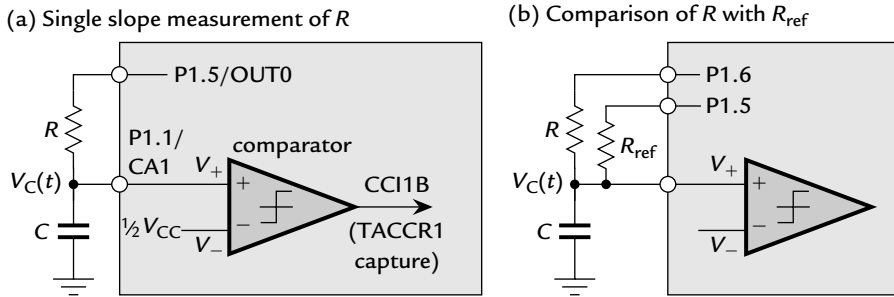 (a) Single slope measurement of R
P1.5/OUT0
R
P1.1/
CA1
comparator
V+
+
VC(t)
CCI1B
C
½VCC
−
V−
(TACCR1
capture)
(b) Comparison of R with Rref
P1.6
P1.5
R
Rref
V+
+
VC(t)
C
−
V−